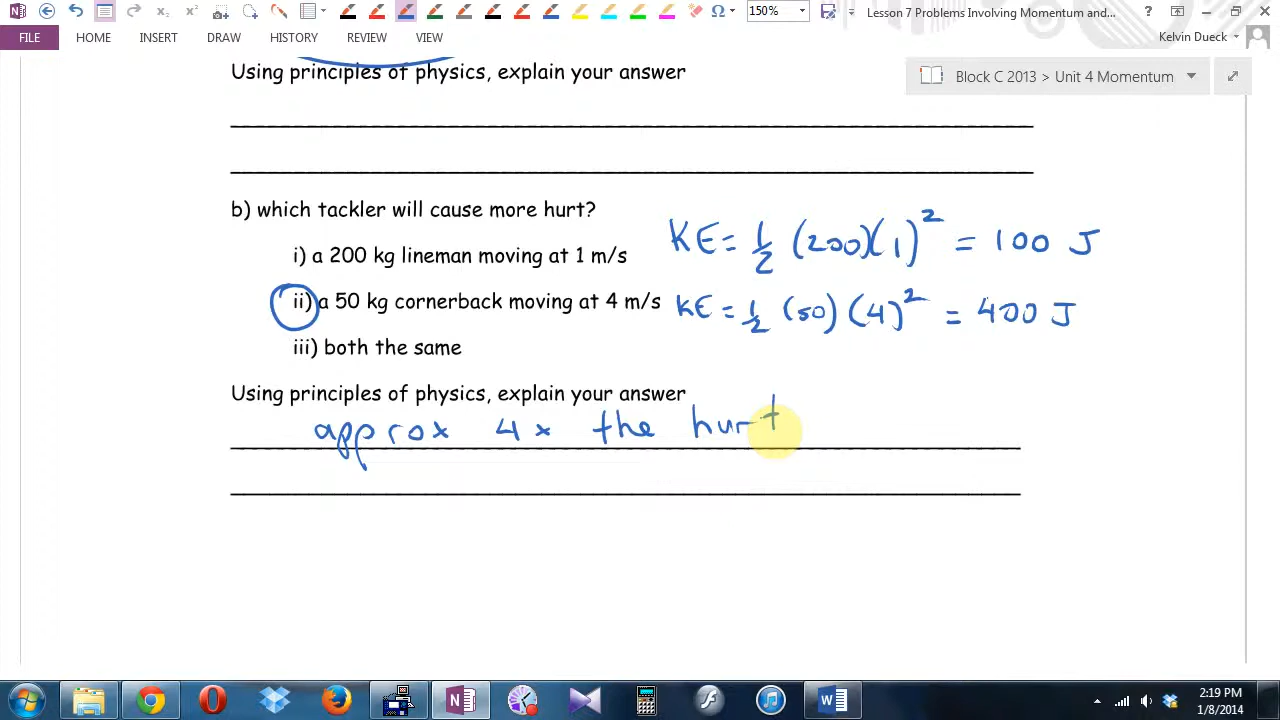 150%
Lesson 7 Problems Involving Momentum and...
FILE HOME INSERT DRAW HISTORY REVIEW VIEW
Kelvin Dueck
Using principles of physics, explain your answer
Block C 2013 > Unit 4 Momentum
b) which tackler will cause more hurt?
i) a 200 kg lineman moving at 1 m/s
KE = 1/2 (200)(1)² = 100 J
ii) a 50 kg cornerback moving at 4 m/s
KE = 1/2 (50)(4)² = 400 J
iii) both the same
Using principles of physics, explain your answer
approx 4x the hurt
2:19 PM
1/8/2014